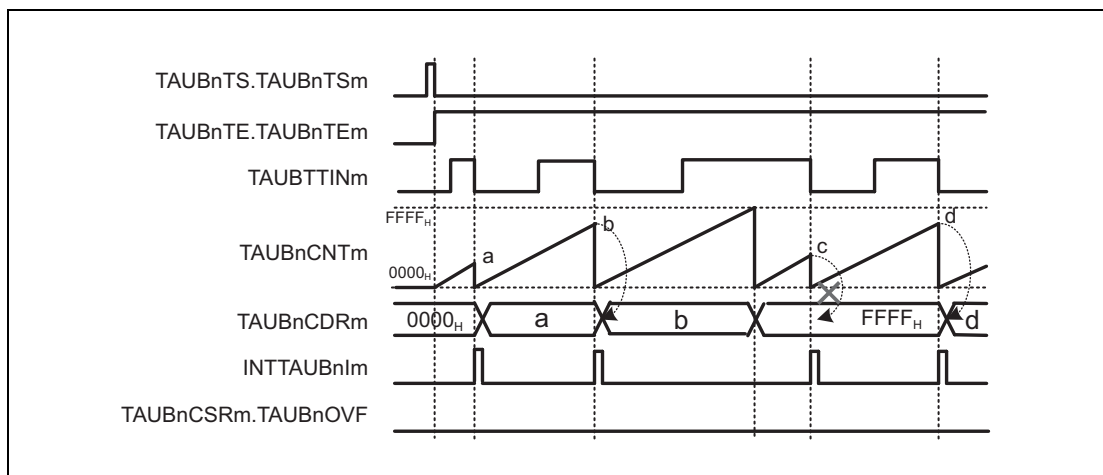 TAUBnTS.TAUBnTSm
TAUBnTE.TAUBnTEm
TAUBTTINm
FFFFH
TAUBnCNTm
0000H
a
b
c
d
TAUBnCDRm
0000H
a
b
FFFFH
d
INTTAUBnIm
TAUBnCSRm.TAUBnOVF